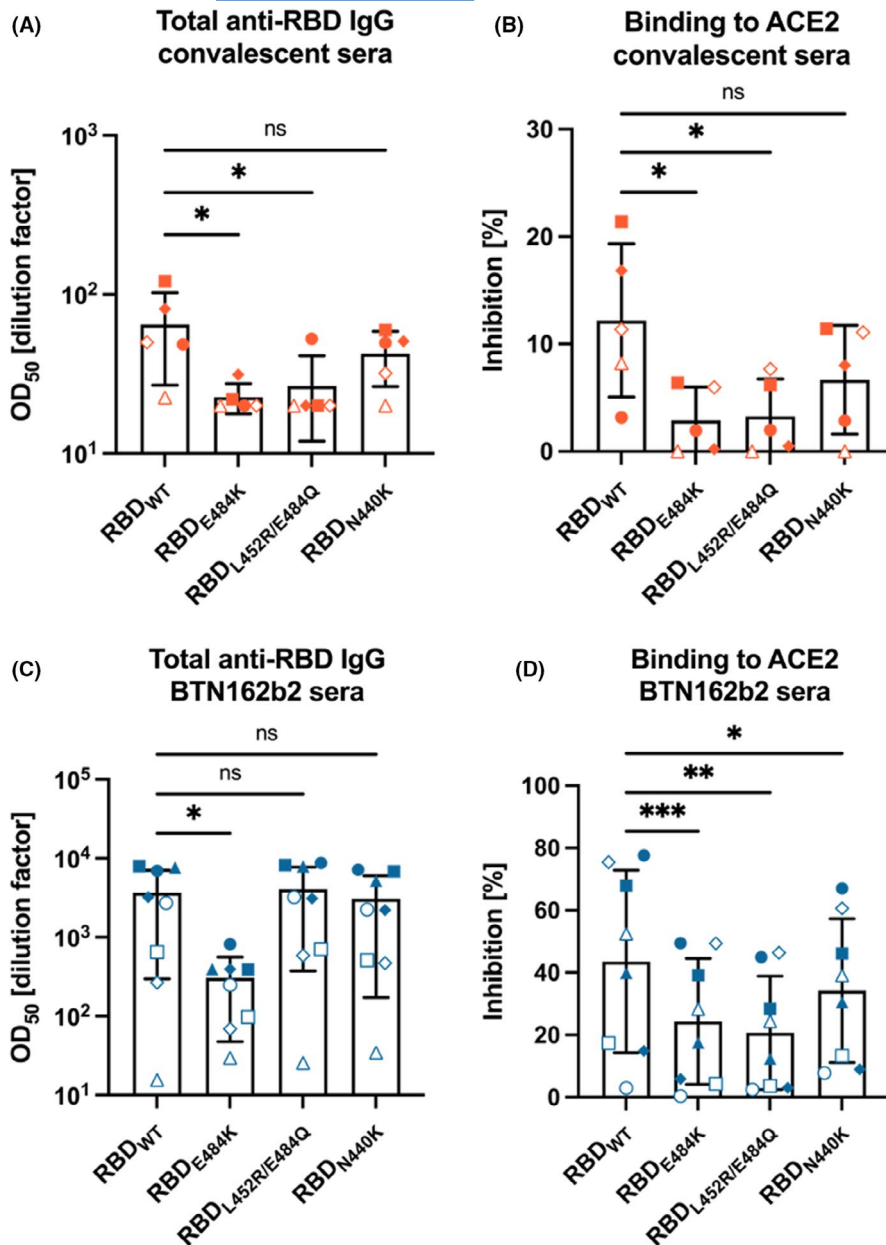 (A)
Total anti-RBD IgG
convalescent sera
ns
*
*
OD50 [dilution factor]
10³
10²
10¹
RBDWT
RBDE484K
RBDL452R/E484Q
RBDN440K
(B)
Binding to ACE2
convalescent sera
ns
*
*
Inhibition [%]
30
20
10
0
RBDWT
RBDE484K
RBDL452R/E484Q
RBDN440K
(C)
Total anti-RBD IgG
BTN162b2 sera
ns
ns
*
OD50 [dilution factor]
10⁵
10⁴
10³
10²
10¹
RBDWT
RBDE484K
RBDL452R/E484Q
RBDN440K
(D)
Binding to ACE2
BTN162b2 sera
*
**
***
Inhibition [%]
100
80
60
40
20
0
RBDWT
RBDE484K
RBDL452R/E484Q
RBDN440K